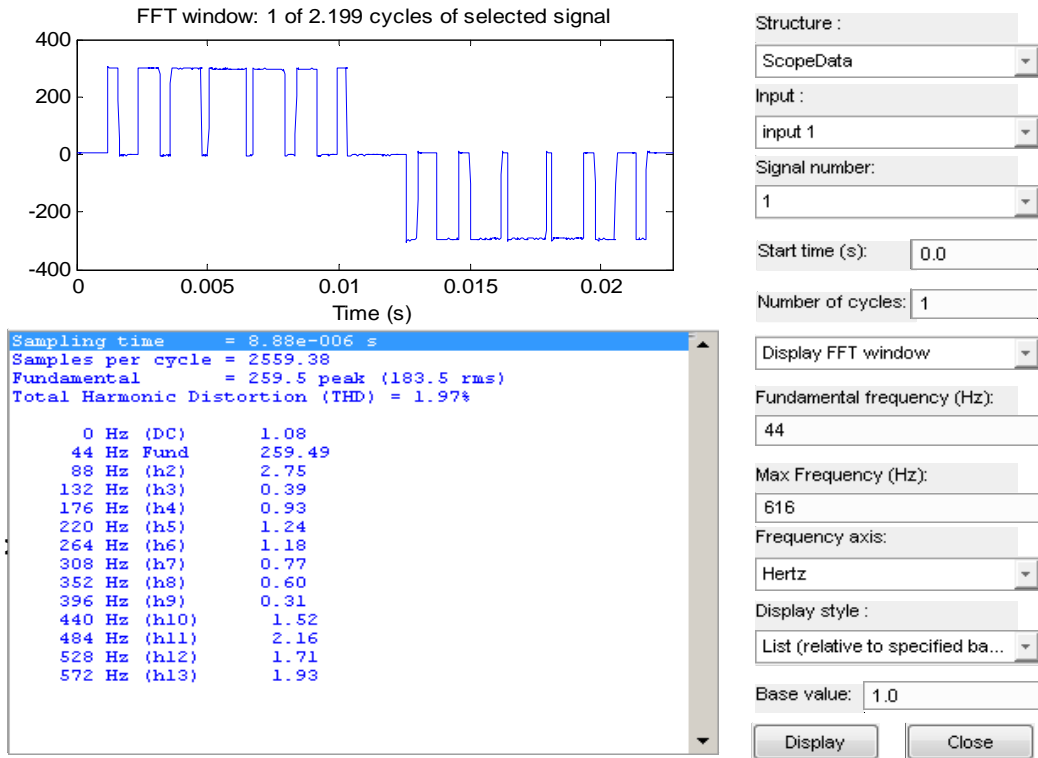 FFT window: 1 of 2.199 cycles of selected signal
400
200
0
-200
-400
0
0.005
0.01
0.015
0.02
Time (s)
Sampling time = 8.88e-006 s
Samples per cycle = 2559.38
Fundamental = 259.5 peak (183.5 rms)
Total Harmonic Distortion (THD) = 1.97%
0 Hz (DC) 1.08
44 Hz Fund 259.49
88 Hz (h2) 2.75
132 Hz (h3) 0.39
176 Hz (h4) 0.93
220 Hz (h5) 1.24
264 Hz (h6) 1.18
308 Hz (h7) 0.77
352 Hz (h8) 0.60
396 Hz (h9) 0.31
440 Hz (h10) 1.52
484 Hz (h11) 2.16
528 Hz (h12) 1.71
572 Hz (h13) 1.93
Structure :
ScopeData
Input :
input 1
Signal number:
1
Start time (s): 0.0
Number of cycles: 1
Display FFT window
Fundamental frequency (Hz):
44
Max Frequency (Hz):
616
Frequency axis:
Hertz
Display style :
List (relative to specified ba...
Base value: 1.0
Display Close